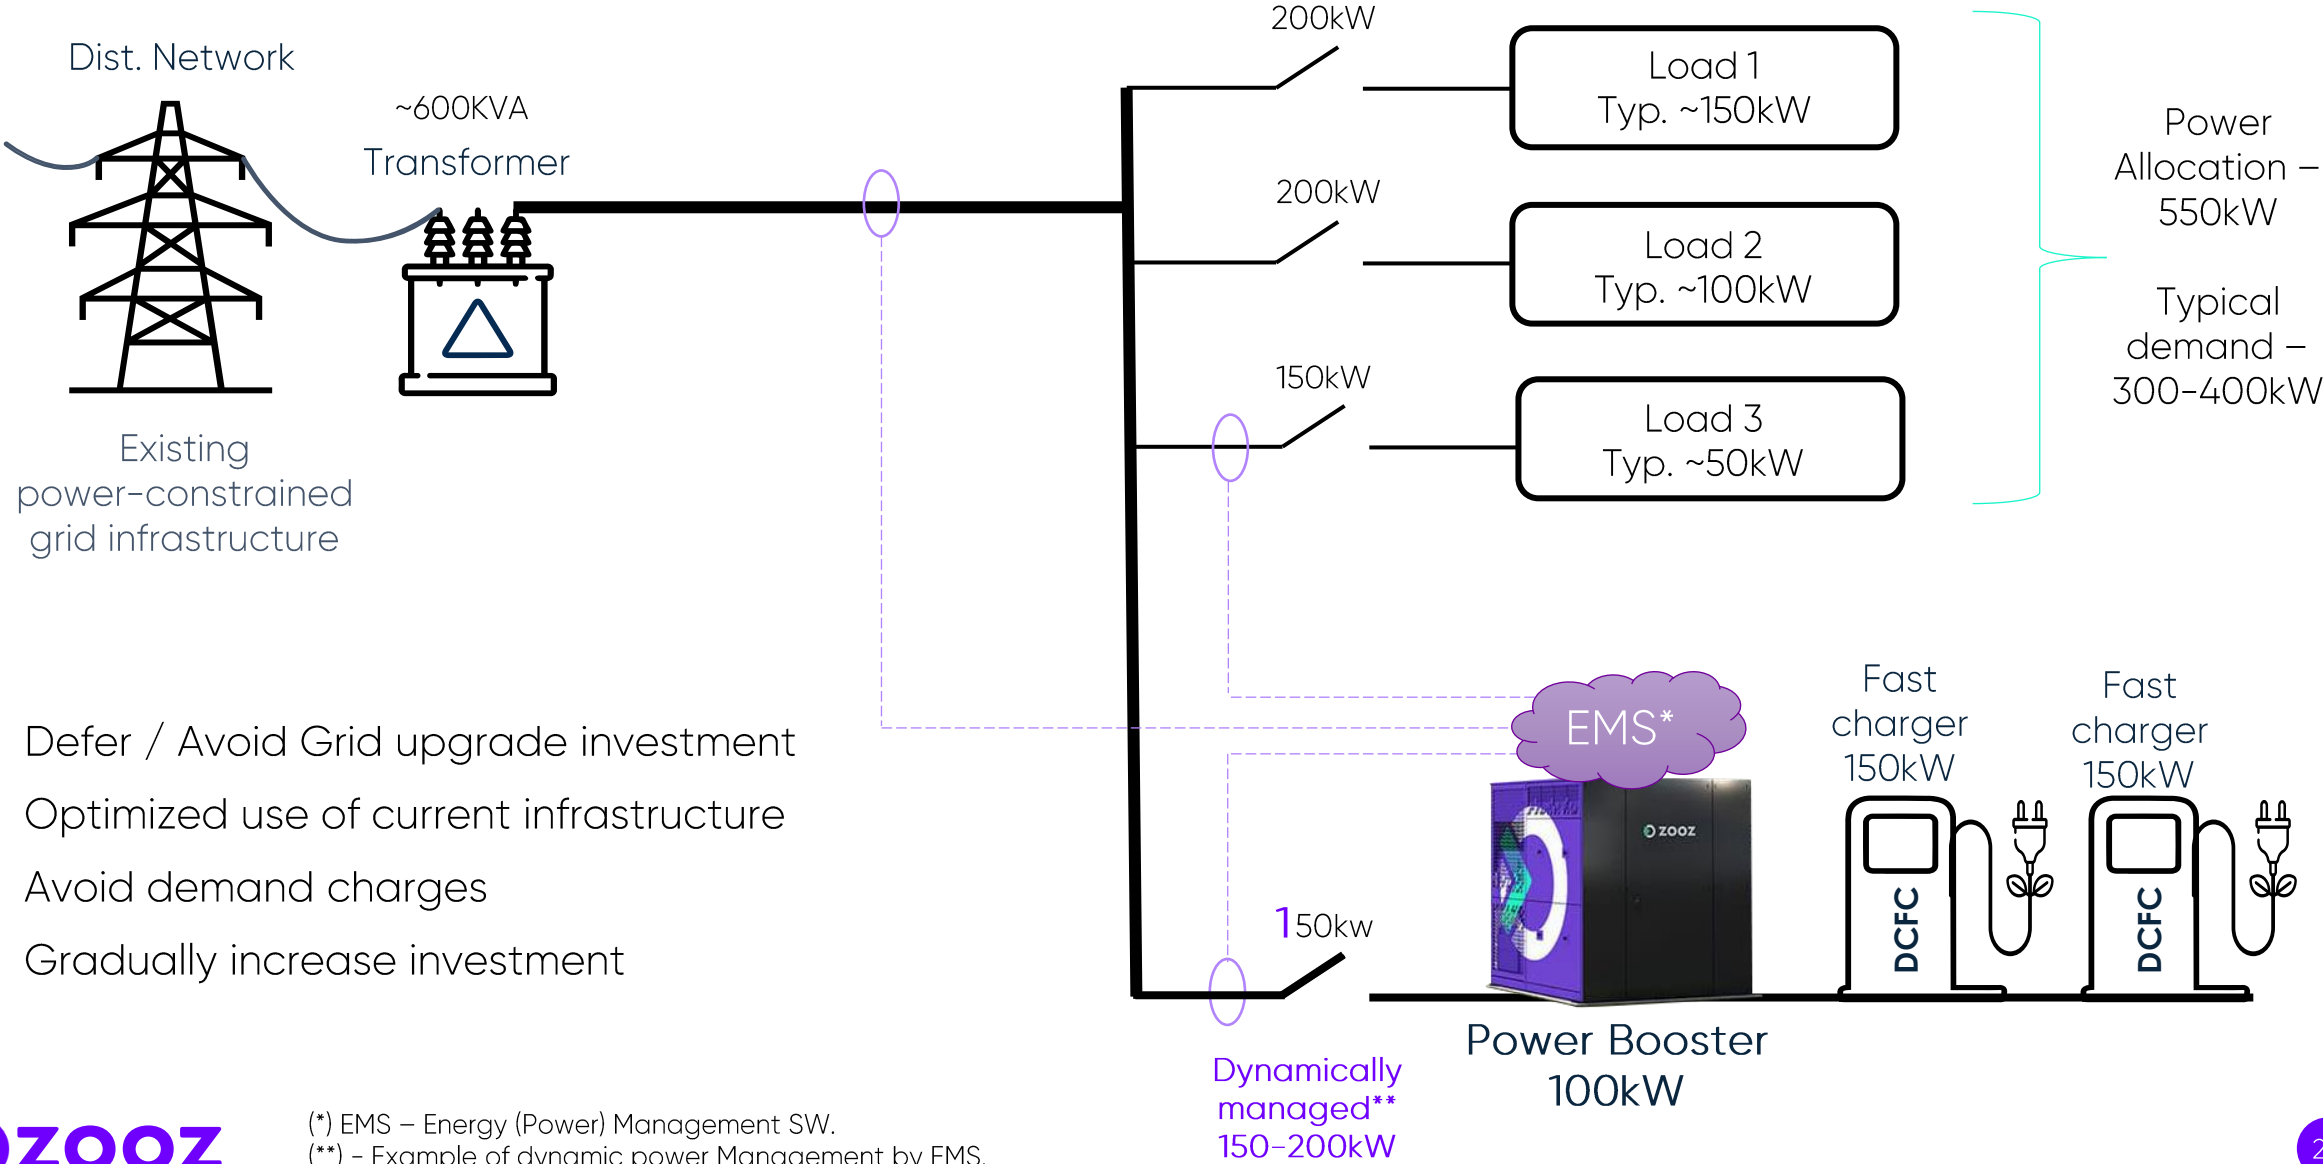 Dist. Network
~600KVA
Transformer
Existing
power-constrained
grid infrastructure
200kW
Load 1
Typ. ~150kW
200kW
Load 2
Typ. ~100kW
150kW
Load 3
Typ. ~50kW
Power
Allocation –
550kW
Typical
demand –
300-400kW
Defer / Avoid Grid upgrade investment
Optimized use of current infrastructure
Avoid demand charges
Gradually increase investment
EMS*
ZOOZ
Fast
charger
150kW
Fast
charger
150kW
DCFC
DCFC
150kw
Power Booster
100kW
Dynamically
managed**
150-200kW
zooz
(*) EMS – Energy (Power) Management SW.
(**) - Example of dynamic power Management by EMS.
2